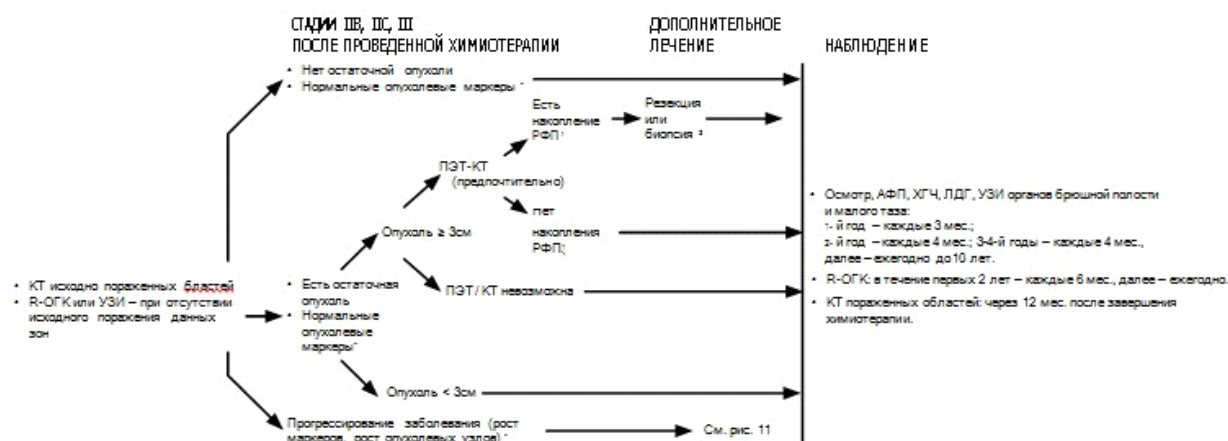 СТАДИИ IIB, IIC, III
ПОСЛЕ ПРОВЕДЕННОЙ ХИМИОТЕРАПИИ
ДОПОЛНИТЕЛЬНОЕ
ЛЕЧЕНИЕ
НАБЛЮДЕНИЕ
• Нет остаточной опухоли
• Нормальные опухолевые маркеры
Есть
накопление
РФП¹
Резекция
или
биопсия ²
ПЭТ-КТ
(предпочтительно)
Нет
накопления
РФП
Опухоль ≥ 3см
• КТ исходно пораженных бластей
• R-ОГК или УЗИ – при отсутствии
исходного поражения данных
зон
• Есть остаточная
опухоль
• Нормальные
опухолевые
маркеры
ПЭТ/ КТ невозможна
Опухоль < 3см
Прогрессирование заболевания (рост
маркеров, рост опухолевых узлов)
См. рис. 11
• Осмотр, АФП, ХГЧ, ЛДГ, УЗИ органов брюшной полости
и малого таза:
1- й год – каждые 3 мес.;
2- й год – каждые 4 мес.; 3-4-й годы – каждые 4 мес.,
далее – ежегодно до 10 лет.
• R-ОГК: в течение первых 2 лет – каждые 6 мес., далее – ежегодно.
• КТ пораженных областей: через 12 мес. после завершения
химиотерапии.